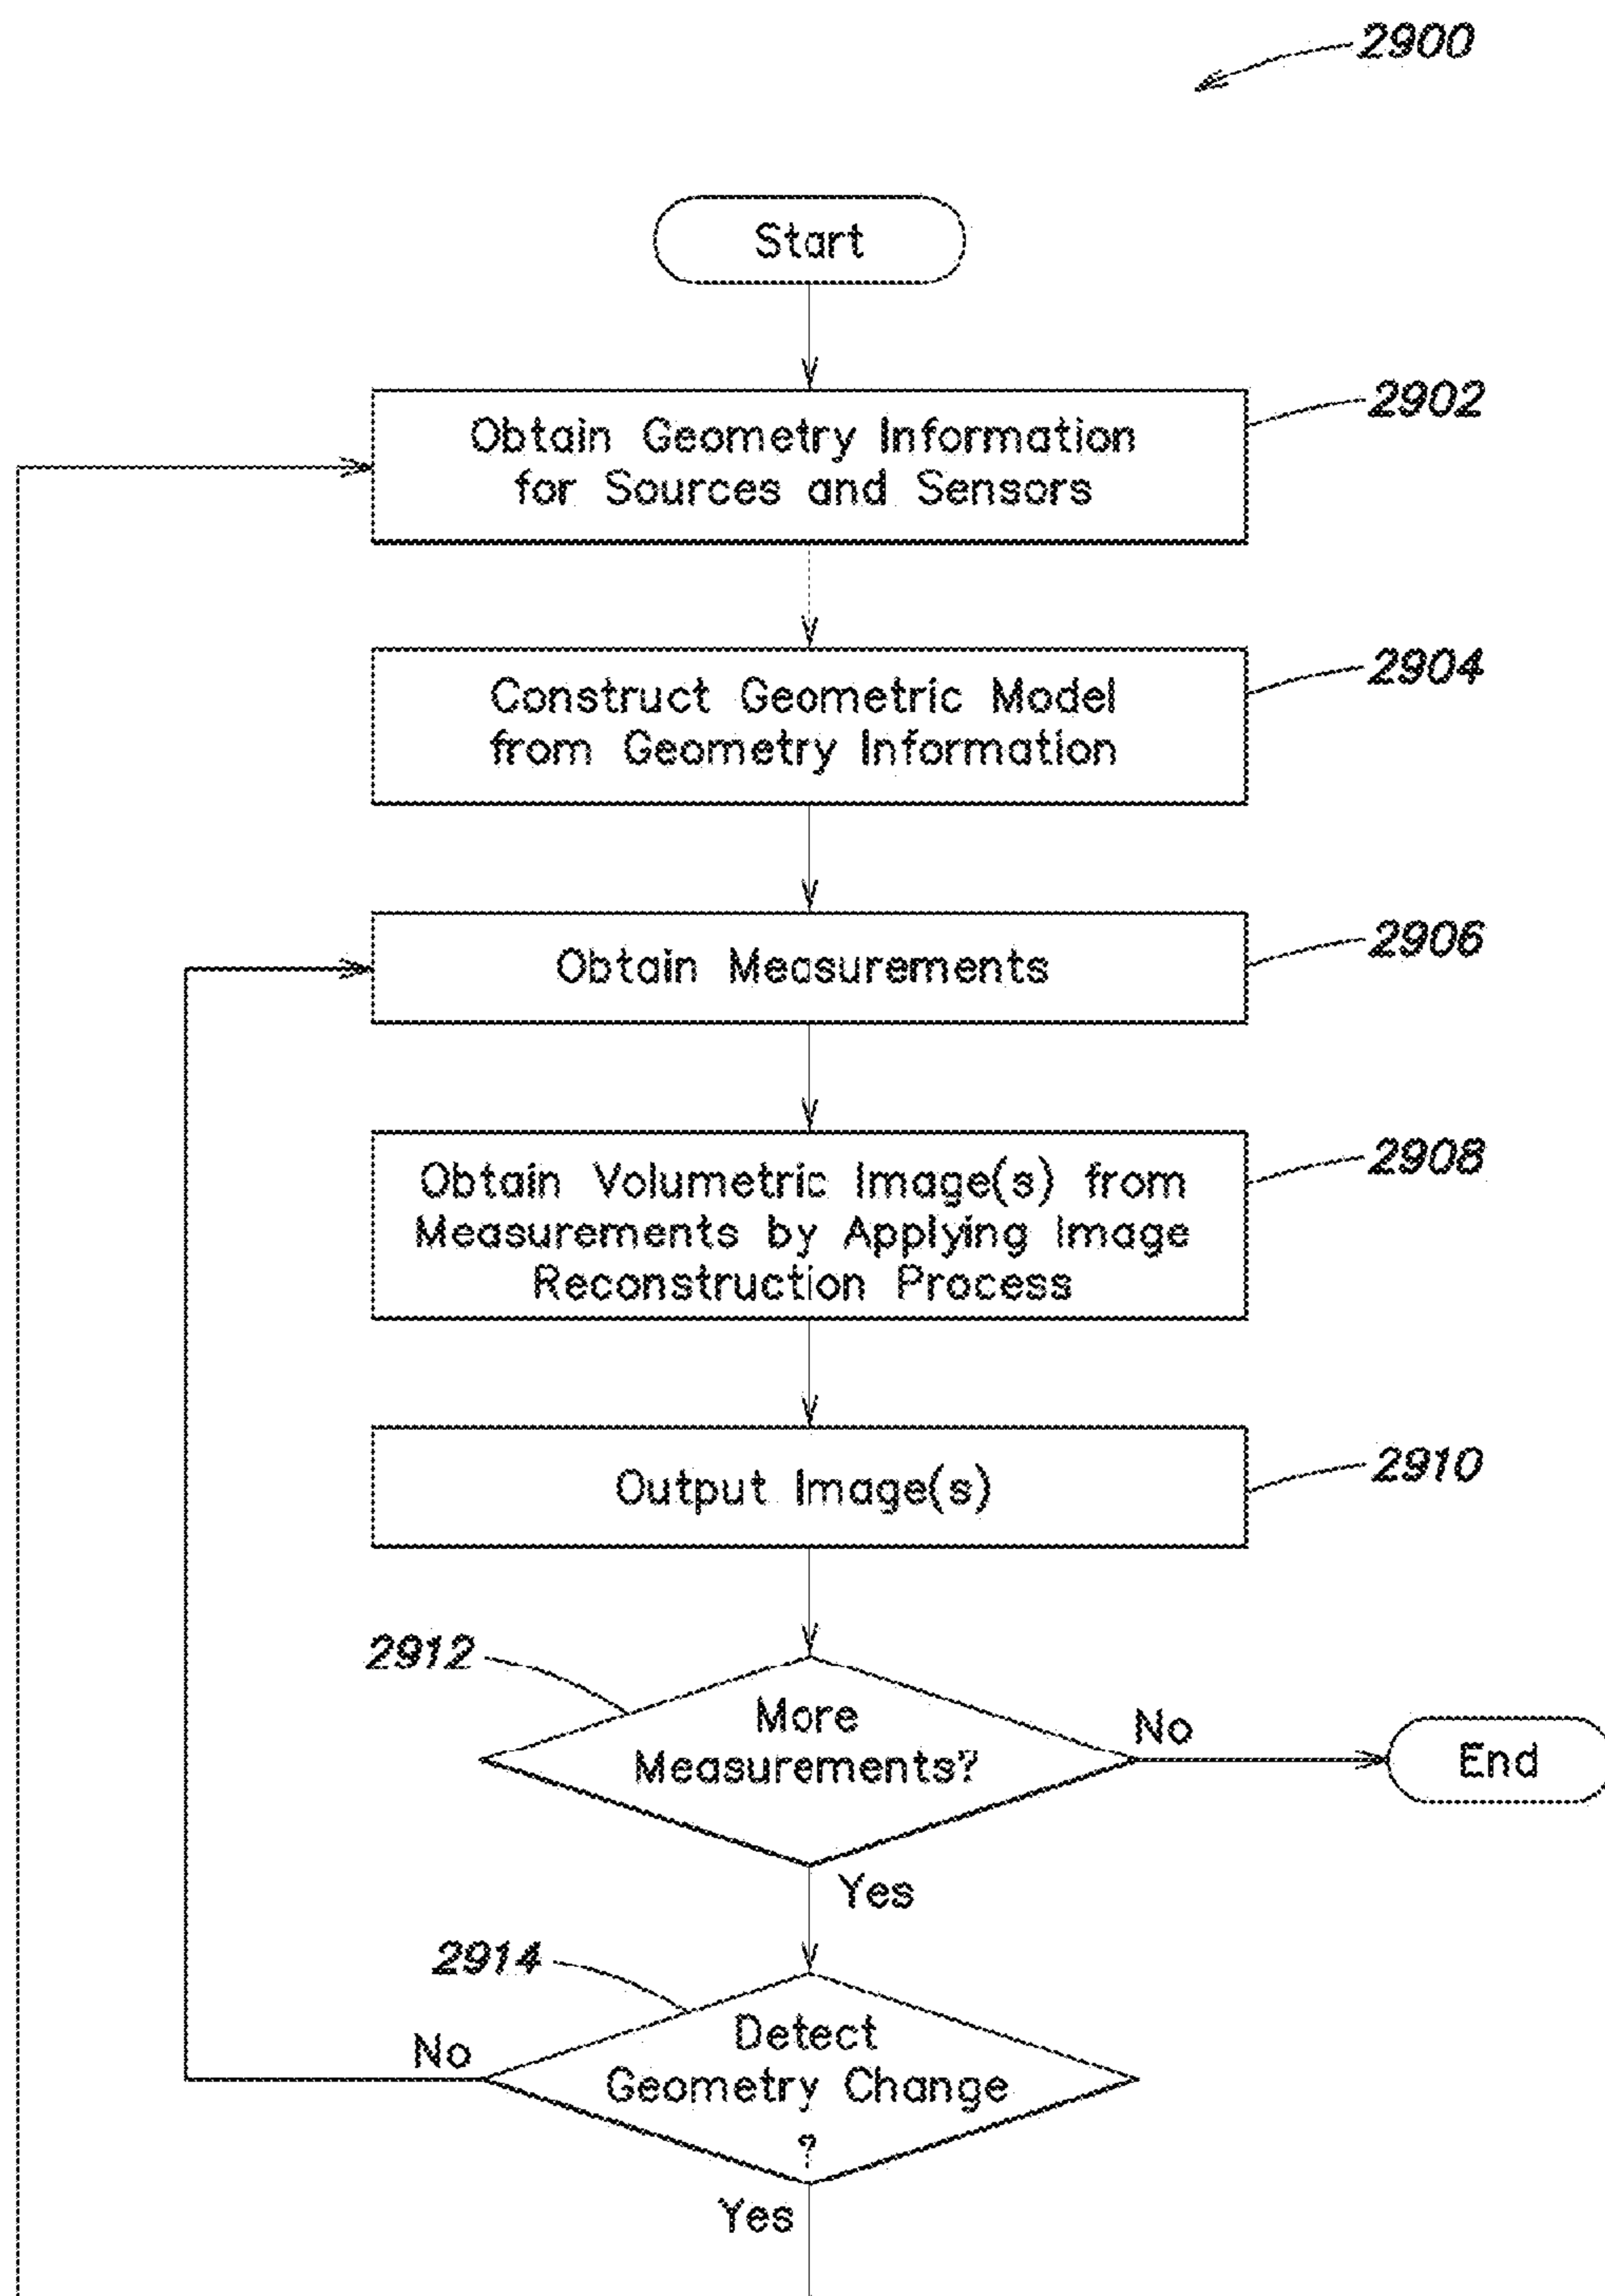 2900
Start
2902
Obtain Geometry Information
for Sources and Sensors
2904
Construct Geometric Model
from Geometry Information
2906
Obtain Measurements
2908
Obtain Volumetric Image(s) from
Measurements by Applying Image
Reconstruction Process
2910
Output Image(s)
2912
More
Measurements?
No
End
Yes
2914
Detect
Geometry Change
?
No
Yes